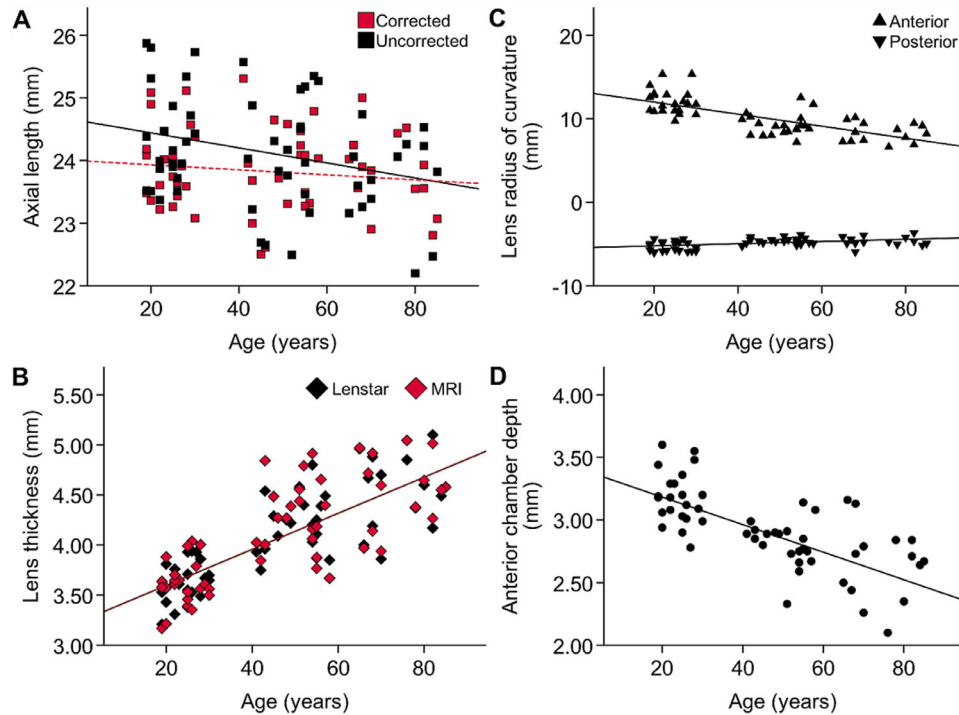 A
Corrected
Uncorrected
26
25
24
23
22
Axial length (mm)
20 40 60 80
Age (years)
C
Anterior
Posterior
20
10
0
-10
Lens radius of curvature
(mm)
20 40 60 80
Age (years)
B
Lenstar MRI
6.00
5.00
4.50
4.00
3.50
3.00
Lens thickness (mm)
20 40 60 80
Age (years)
D
4.00
3.50
3.00
2.50
2.00
Anterior chamber depth
(mm)
20 40 60 80
Age (years)